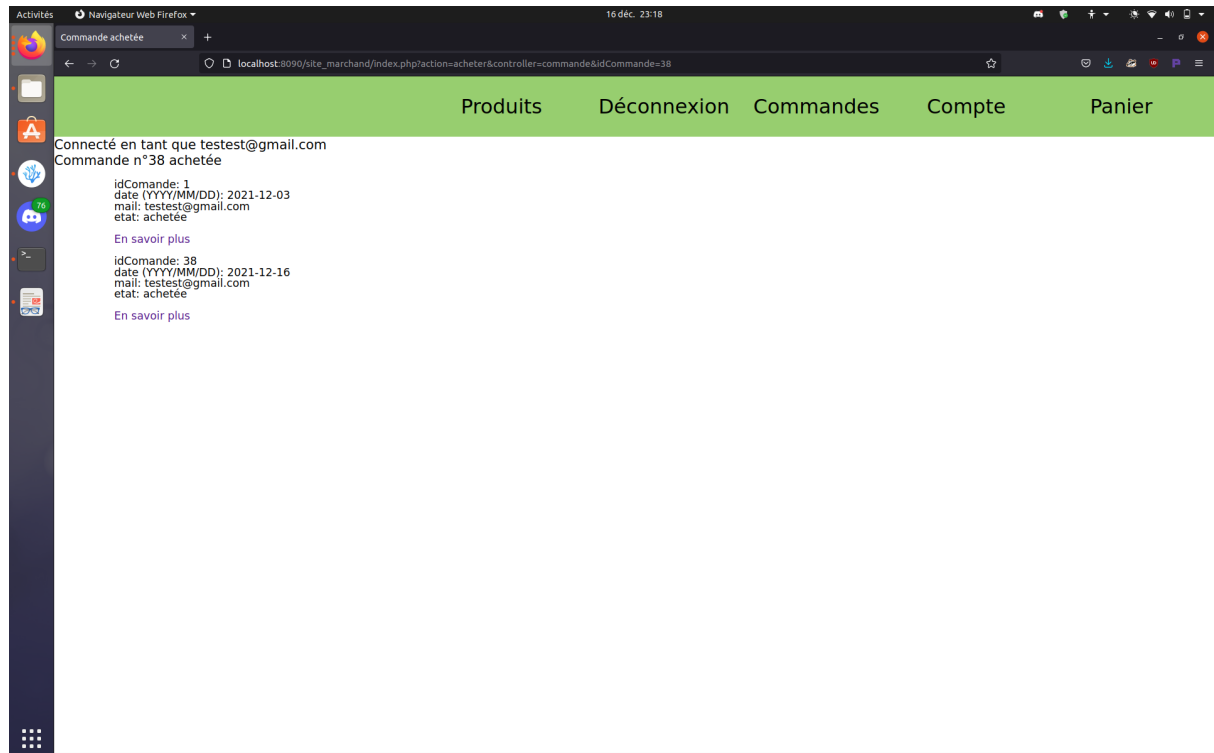 Activités Navigateur Web Firefox 16 déc. 23:18
Commande achetée × +
localhost:8090/site_marchand/index.php?action=acheter&controller=commande&idCommande=38
Produits Déconnexion Commandes Compte Panier
Connecté en tant que testest@gmail.com
Commande n°38 achetée
idComande: 1
date (YYYY/MM/DD): 2021-12-03
mail: testest@gmail.com
etat: achetée
En savoir plus
idComande: 38
date (YYYY/MM/DD): 2021-12-16
mail: testest@gmail.com
etat: achetée
En savoir plus
76